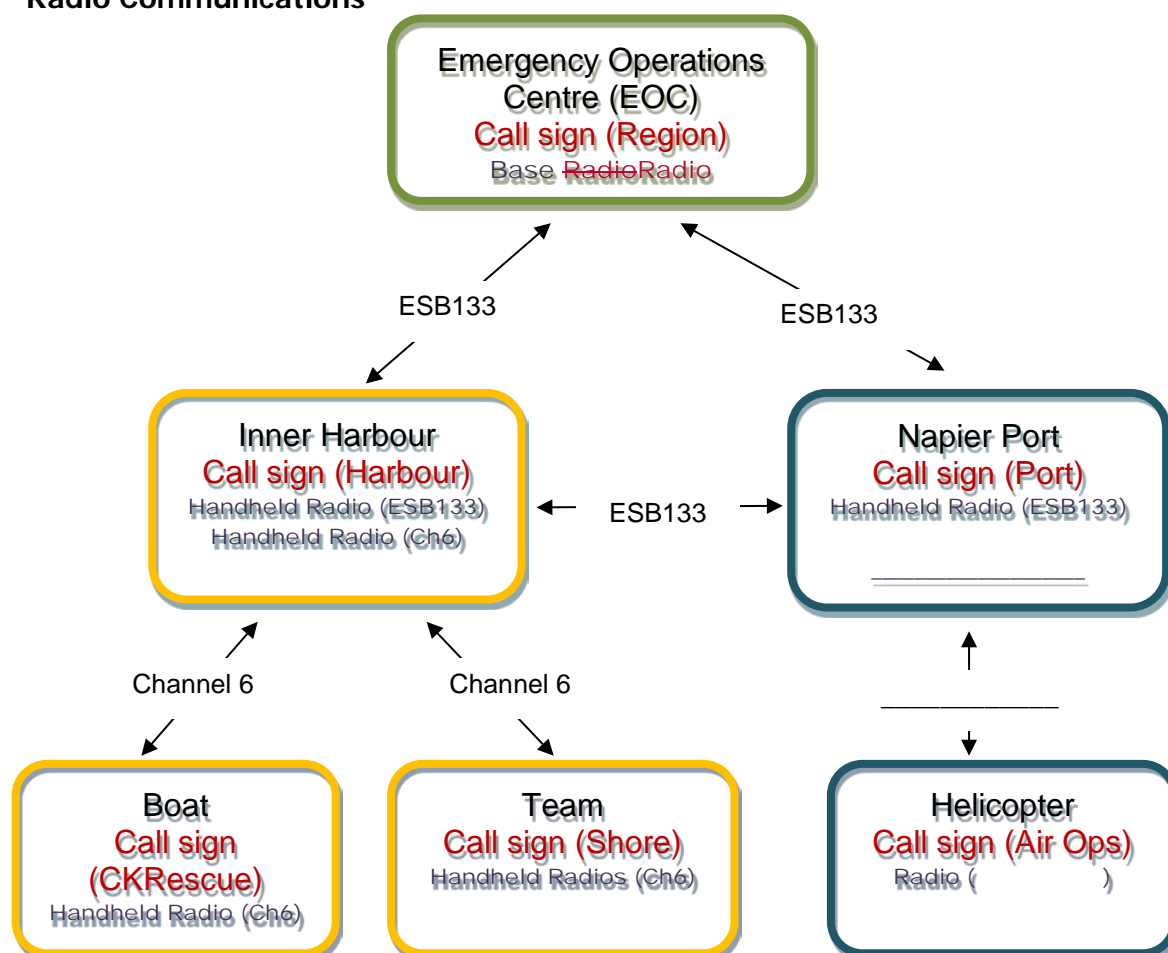 Radio Communications
Emergency Operations
Centre (EOC)
Call sign (Region)
Base RadioRadio
ESB133
ESB133
Inner Harbour
Call sign (Harbour)
Handheld Radio (ESB133)
Handheld Radio (Ch6)
ESB133
Napier Port
Call sign (Port)
Handheld Radio (ESB133)
___________________
Channel 6
Channel 6
____________
Boat
Call sign
(CKRescue)
Handheld Radio (Ch6)
Team
Call sign (Shore)
Handheld Radios (Ch6)
Helicopter
Call sign (Air Ops)
Radio (                )